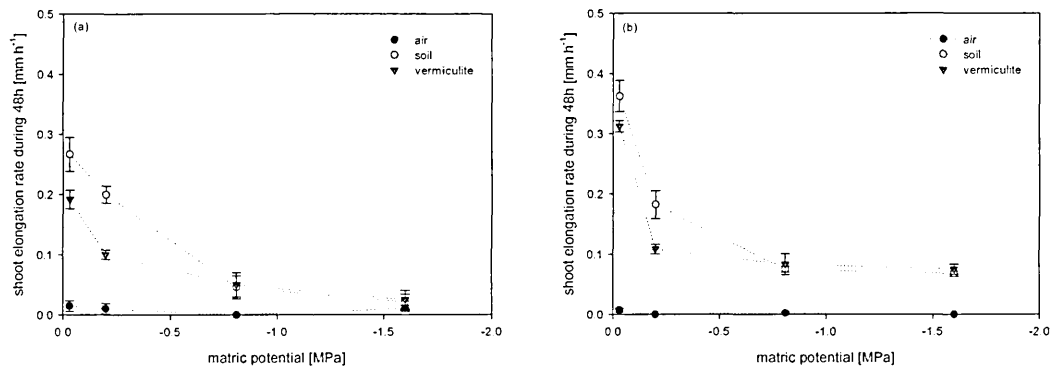 (a)
air
soil
vermiculite
shoot elongation rate during 48h [mm h⁻¹]
0.5
0.4
0.3
0.2
0.1
0.0
0 0
-0.5
-1.0
-1.5
-2.0
matric potential [MPa]
(b)
air
soil
vermiculite
shoot elongation rate during 48h [mm h⁻¹]
0.5
0.4
0.3
0.2
0.1
0.0
0.0
-0.5
-1.0
-1.5
-2.0
matric potential [MPa]